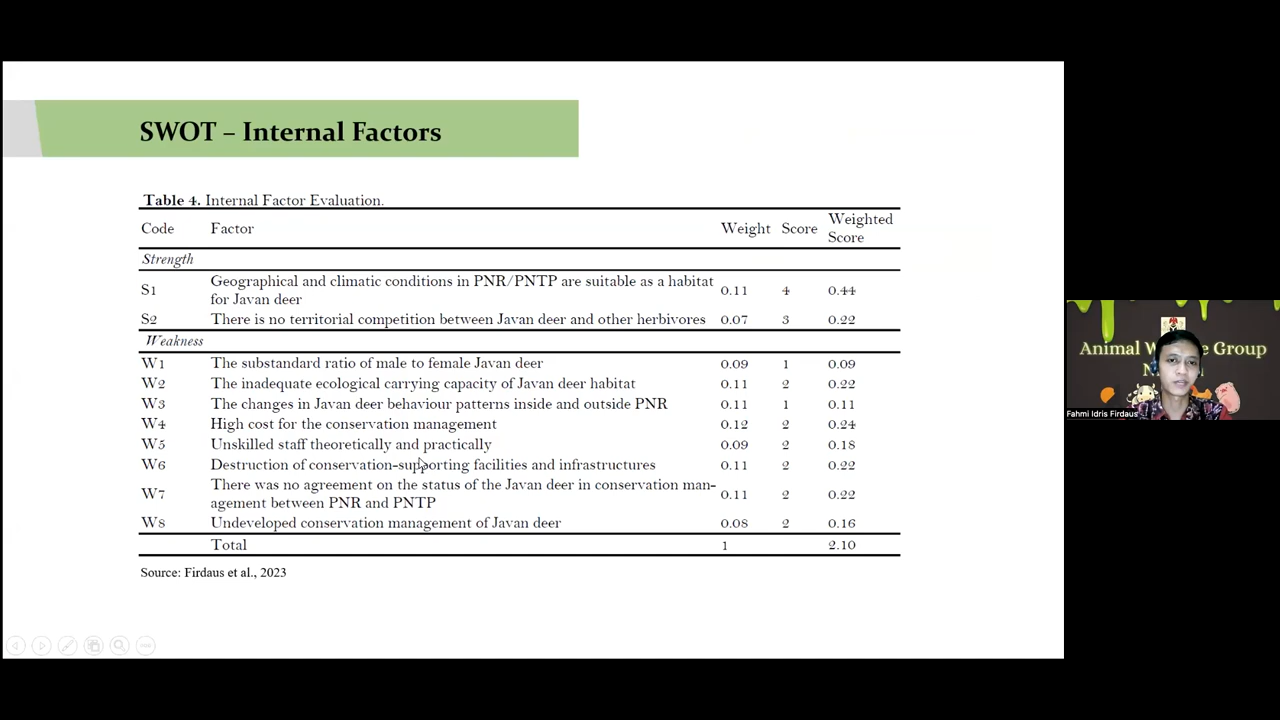 SWOT – Internal Factors
Table 4. Internal Factor Evaluation.
Code Factor Weight Score Weighted Score
Strength
S1 Geographical and climatic conditions in PNR/PNTP are suitable as a habitat for Javan deer 0.11 4 0.44
S2 There is no territorial competition between Javan deer and other herbivores 0.07 3 0.22
Weakness
W1 The substandard ratio of male to female Javan deer 0.09 1 0.09
W2 The inadequate ecological carrying capacity of Javan deer habitat 0.11 2 0.22
W3 The changes in Javan deer behaviour patterns inside and outside PNR 0.11 1 0.11
W4 High cost for the conservation management 0.12 2 0.24
W5 Unskilled staff theoretically and practically 0.09 2 0.18
W6 Destruction of conservation-supporting facilities and infrastructures 0.11 2 0.22
W7 There was no agreement on the status of the Javan deer in conservation man-
agement between PNR and PNTP 0.11 2 0.22
W8 Undeveloped conservation management of Javan deer 0.08 2 0.16
Total 1 2.10
Source: Firdaus et al., 2023
Animal W Group
N
Fahmi Idris Firdaus